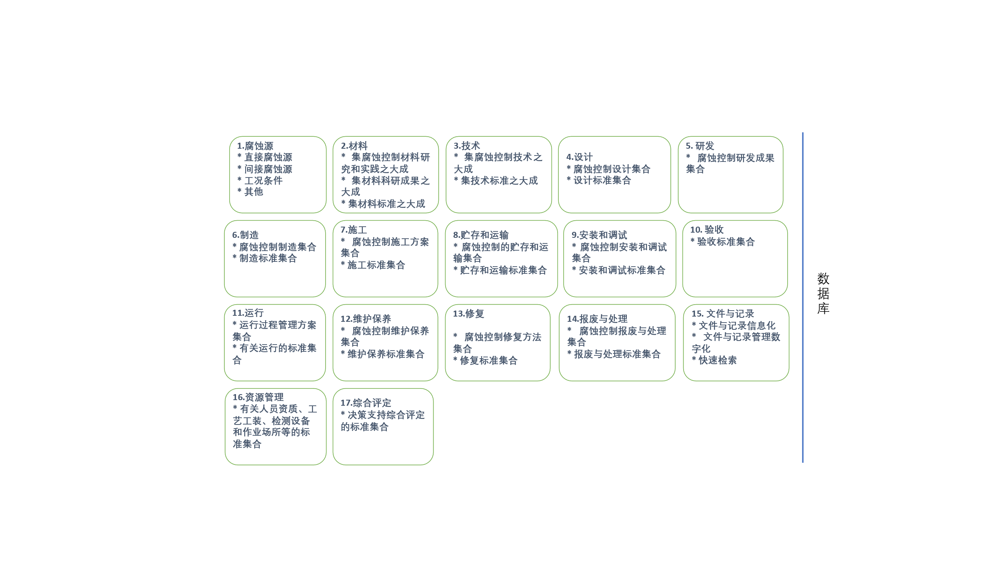 1.腐蚀源
* 直接腐蚀源
* 间接腐蚀源
* 工况条件
* 其他
2.材料
* 集腐蚀控制材料研
究和实践之大成
* 集材料科研成果之
大成
* 集材料标准之大成
3.技术
* 集腐蚀控制技术之
大成
* 集技术标准之大成
4.设计
* 腐蚀控制设计集合
* 设计标准集合
5. 研发
* 腐蚀控制研发成果
集合
6.制造
* 腐蚀控制制造集合
* 制造标准集合
7.施工
* 腐蚀控制施工方案
集合
* 施工标准集合
8.贮存和运输
* 腐蚀控制的贮存和运
输集合
* 贮存和运输标准集合
9.安装和调试
* 腐蚀控制安装和调试
集合
* 安装和调试标准集合
10. 验收
* 验收标准集合
11.运行
* 运行过程管理方案
集合
* 有关运行的标准集
合
12.维护保养
* 腐蚀控制维护保养
集合
* 维护保养标准集合
13.修复
* 腐蚀控制修复方法
集合
* 修复标准集合
14.报废与处理
* 腐蚀控制报废与处理
集合
* 报废与处理标准集合
15. 文件与记录
* 文件与记录信息化
* 文件与记录管理数
字化
* 快速检索
16.资源管理
* 有关人员资质、工
艺工装、检测设备
和作业场所等的标
准集合
17.综合评定
* 决策支持综合评定
的标准集合
数据库